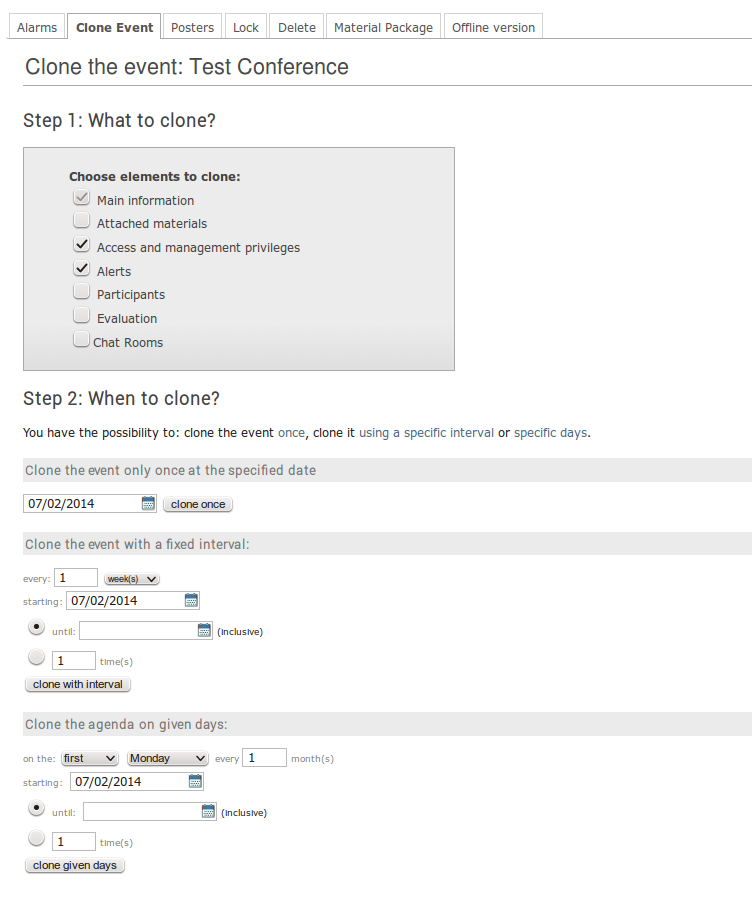 Alarms Clone Event Posters Lock Delete Material Package Offline version
Clone the event: Test Conference
Step 1: What to clone?
Choose elements to clone:
Main information
Attached materials
Access and management privileges
Alerts
Participants
Evaluation
Chat Rooms
Step 2: When to clone?
You have the possibility to: clone the event once, clone it using a specific interval or specific days.
Clone the event only once at the specified date
07/02/2014 clone once
Clone the event with a fixed interval:
every: 1 week(s)
starting: 07/02/2014
until: (inclusive)
1 time(s)
clone with interval
Clone the agenda on given days:
on the: first Monday every 1 month(s)
starting: 07/02/2014
until: (inclusive)
1 time(s)
clone given days